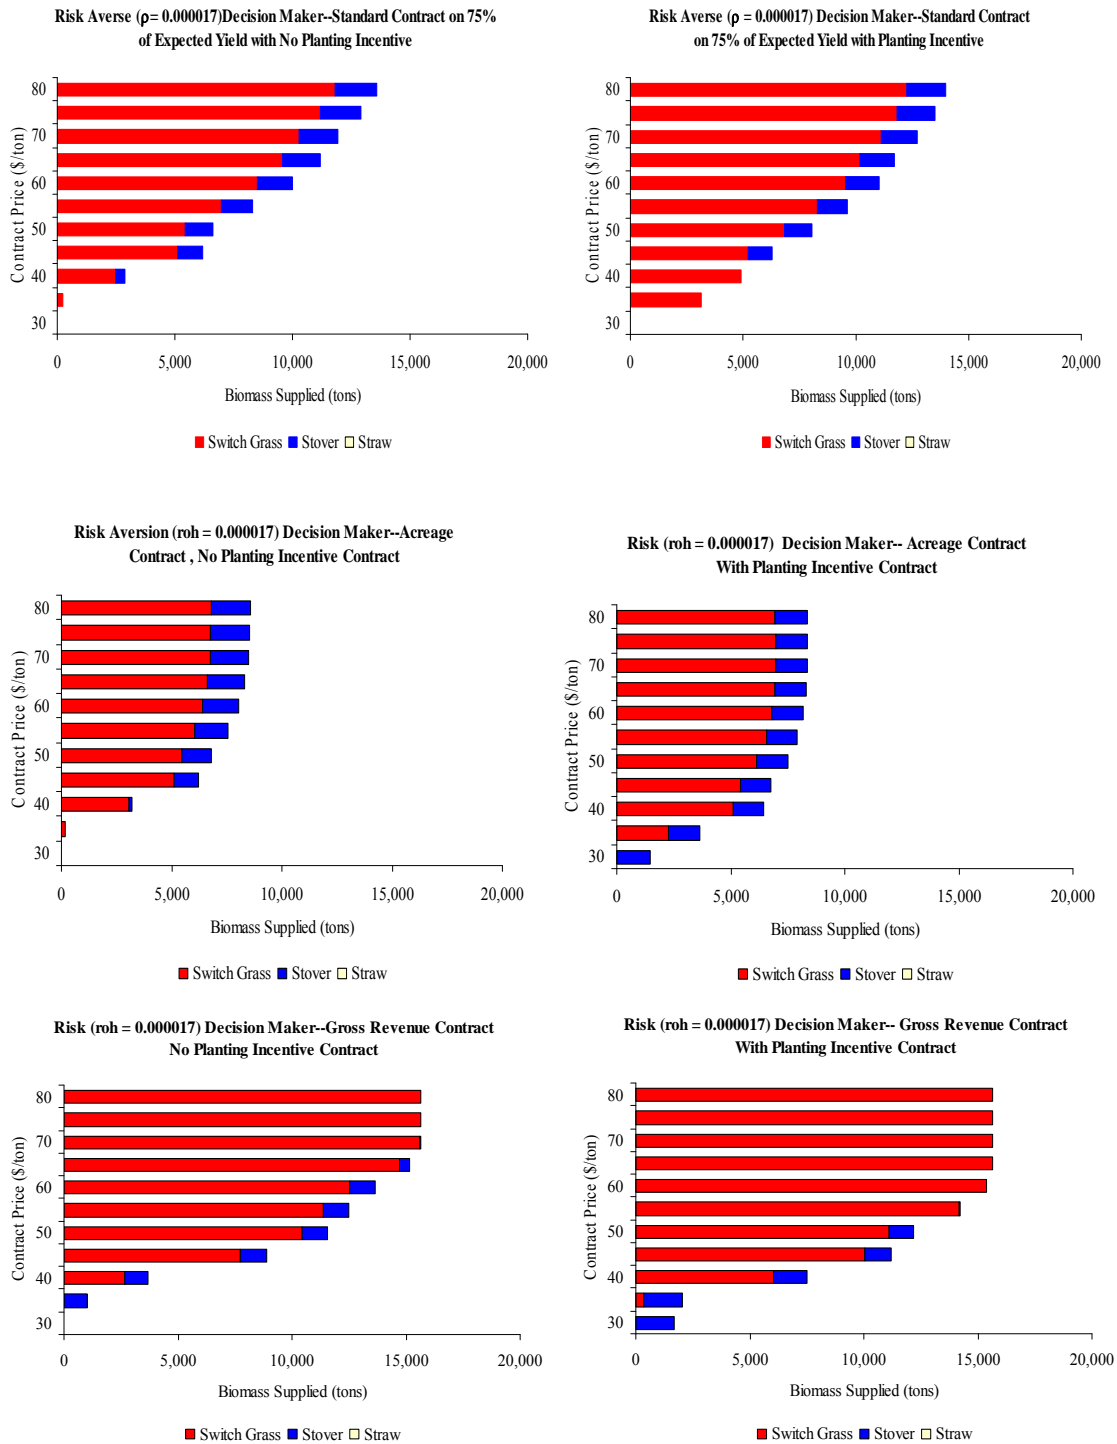 Risk Averse (ρ= 0.000017)Decision Maker--Standard Contract on 75%
of Expected Yield with No Planting Incentive
Contract Price ($/ton)
80
70
60
50
40
30
0 5,000 10,000 15,000 20,000
Biomass Supplied (tons)
Switch Grass Stover Straw
Risk Averse (ρ = 0.000017) Decision Maker--Standard Contract
on 75% of Expected Yield with Planting Incentive
Contract Price ($/ton)
80
70
60
50
40
30
0 5,000 10,000 15,000 20,000
Biomass Supplied (tons)
Switch Grass Stover Straw
Risk Aversion (roh = 0.000017) Decision Maker--Acreage
Contract , No Planting Incentive Contract
Contract Price ($/ton)
80
70
60
50
40
30
0 5,000 10,000 15,000 20,000
Biomass Supplied (tons)
Switch Grass Stover Straw
Risk (roh = 0.000017) Decision Maker-- Acreage Contract
With Planting Incentive Contract
Contract Price ($/ton)
80
70
60
50
40
30
0 5,000 10,000 15,000 20,000
Biomass Supplied (tons)
Switch Grass Stover Straw
Risk (roh = 0.000017) Decision Maker--Gross Revenue Contract
No Planting Incentive Contract
Contract Price ($/ton)
80
70
60
50
40
30
0 5,000 10,000 15,000 20,000
Biomass Supplied (tons)
Switch Grass Stover Straw
Risk (roh = 0.000017) Decision Maker-- Gross Revenue Contract
With Planting Incentive Contract
Contract Price ($/ton)
80
70
60
50
40
30
0 5,000 10,000 15,000 20,000
Biomass Supplied (tons)
Switch Grass Stover Straw